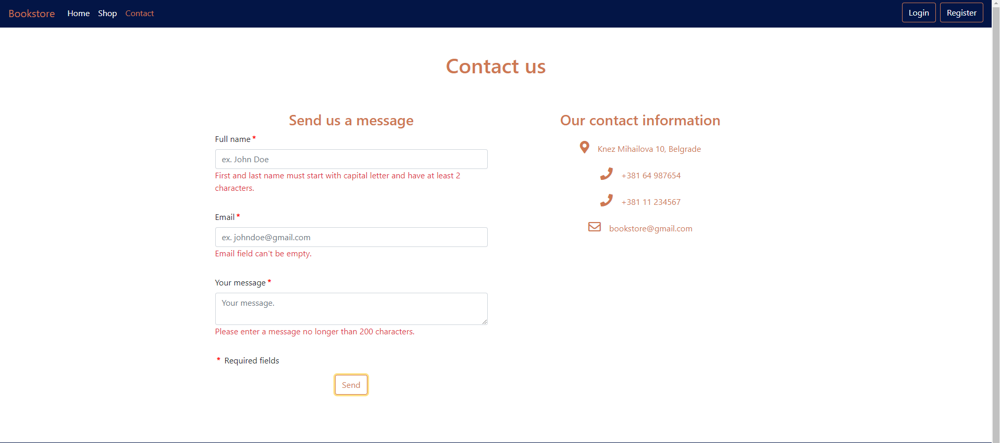 Bookstore Home Shop Contact Login Register
Contact us
Send us a message
Full name *
ex. John Doe
First and last name must start with capital letter and have at least 2
characters.
Email *
ex. johndoe@gmail.com
Email field can't be empty.
Your message *
Your message.
Please enter a message no longer than 200 characters.
* Required fields
Send
Our contact information
Knez Mihailova 10, Belgrade
+381 64 987654
+381 11 234567
bookstore@gmail.com